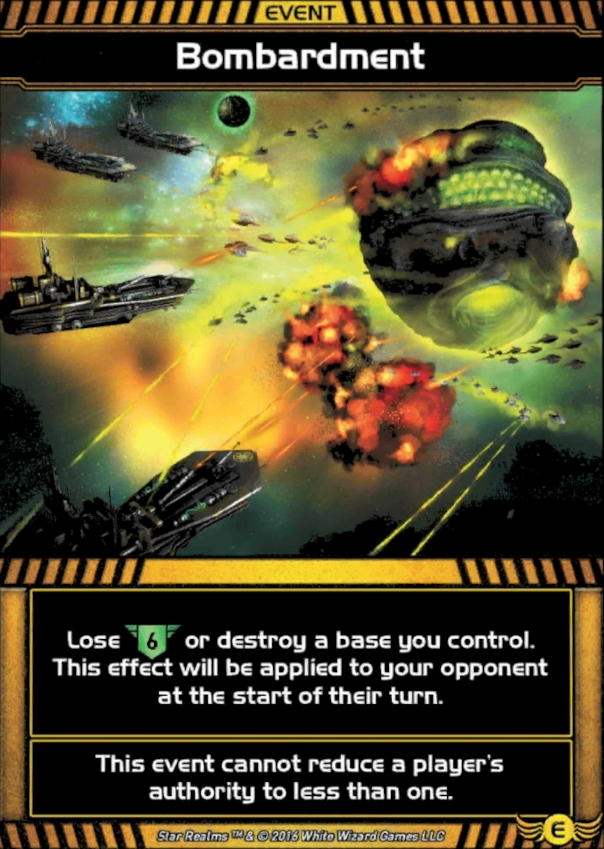 EVENT
Bombardment
Lose 6 or destroy a base you control.
This effect will be applied to your opponent
at the start of their turn.
This event cannot reduce a player's
authority to less than one.
Star Realms ™ & © 2016 White Wizard Games LLC
E